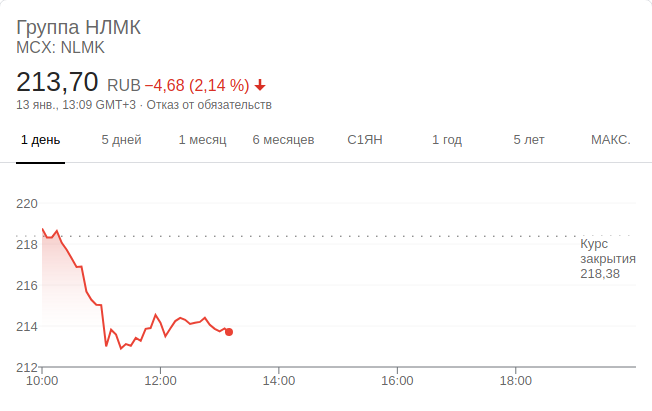 Группа НЛМК
MCX: NLMK
213,70 RUB −4,68 (2,14 %)
13 янв., 13:09 GMT+3 · Отказ от обязательств
1 день 5 дней 1 месяц 6 месяцев С1ЯН 1 год 5 лет МАКС.
220
218
216
214
212
Курс
закрытия
218,38
10:00 12:00 14:00 16:00 18:00